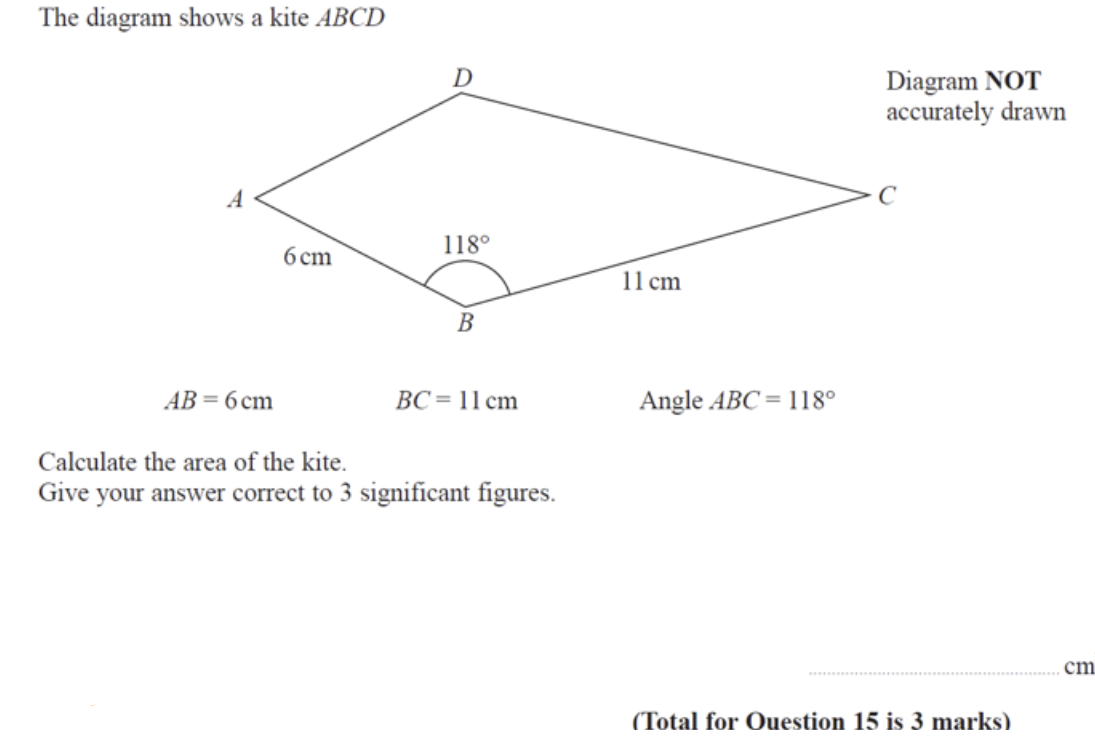 The diagram shows a kite ABCD
D
Diagram NOT
accurately drawn
A
C
118°
6 cm
11 cm
B
AB = 6 cm BC = 11 cm Angle ABC = 118°
Calculate the area of the kite.
Give your answer correct to 3 significant figures.
.............................................................. cm
(Total for Question 15 is 3 marks)